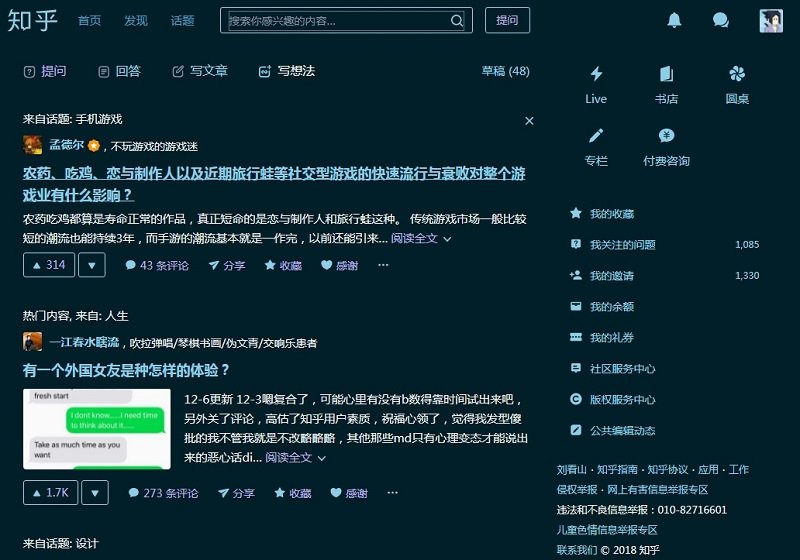 知乎 首页 发现 话题 搜索你感兴趣的内容... 提问
提问 回答 写文章 写想法 草稿 (48)
来自话题: 手机游戏
孟德尔 , 不玩游戏的游戏迷
农药、吃鸡、恋与制作人以及近期旅行蛙等社交型游戏的快速流行与衰败对整个游
戏业有什么影响？
农药吃鸡都算是寿命正常的作品，真正短命的是恋与制作人和旅行蛙这种。 传统游戏市场一般比较
短的潮流也能持续3年，而手游的潮流基本就是一作完，以前还能引来... 阅读全文
314 43 条评论 分享 收藏 感谢 ···
热门内容, 来自: 人生
一江春水瞎流 , 吹拉弹唱/琴棋书画/伪文青/交响乐患者
有一个外国女友是种怎样的体验？
fresh start
I dont know......I need time
to think about it.....
Take as much time as you
want
12-6更新 12-3嗯复合了，可能心里有没有b数得靠时间试出来吧，
另外关了评论，高估了知乎用户素质，祝福心领了，觉得我发型傻
批的我不管我就是不改略略略，其他那些md只有心理变态才能说出
来的恶心话di... 阅读全文
1.7K 273 条评论 分享 收藏 感谢 ···
来自话题: 设计
Live 书店 圆桌
专栏 付费咨询
我的收藏
我关注的问题 1,085
我的邀请 1,330
我的余额
我的礼券
社区服务中心
版权服务中心
公共编辑动态
刘看山 · 知乎指南 · 知乎协议 · 应用 · 工作
侵权举报 · 网上有害信息举报专区
违法和不良信息举报：010-82716601
儿童色情信息举报专区
联系我们 © 2018 知乎